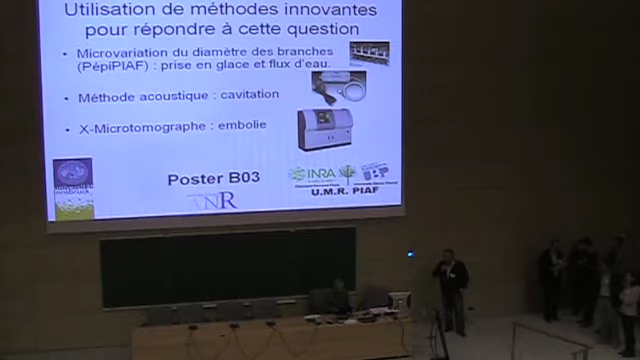 Utilisation de méthodes innovantes
pour répondre à cette question
• Microvariation du diamètre des branches
(PépiPIAF) : prise en glace et flux d'eau.
• Méthode acoustique : cavitation
• X-Microtomographe : embolie
Poster B03
ANR
INRA
U.M.R. PIAF